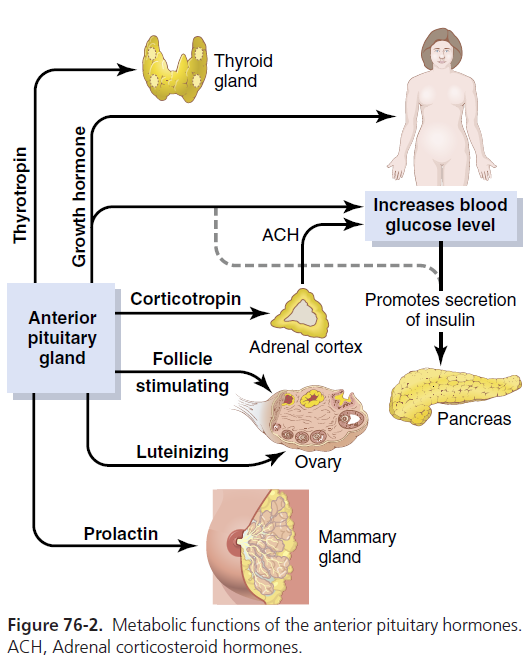 Thyroid
gland
Thyrotropin
Growth hormone
Increases blood
glucose level
ACH
Corticotropin
Promotes secretion
of insulin
Anterior
pituitary
gland
Adrenal cortex
Follicle
stimulating
Pancreas
Luteinizing
Ovary
Prolactin
Mammary
gland
Figure 76-2. Metabolic functions of the anterior pituitary hormones.
ACH, Adrenal corticosteroid hormones.